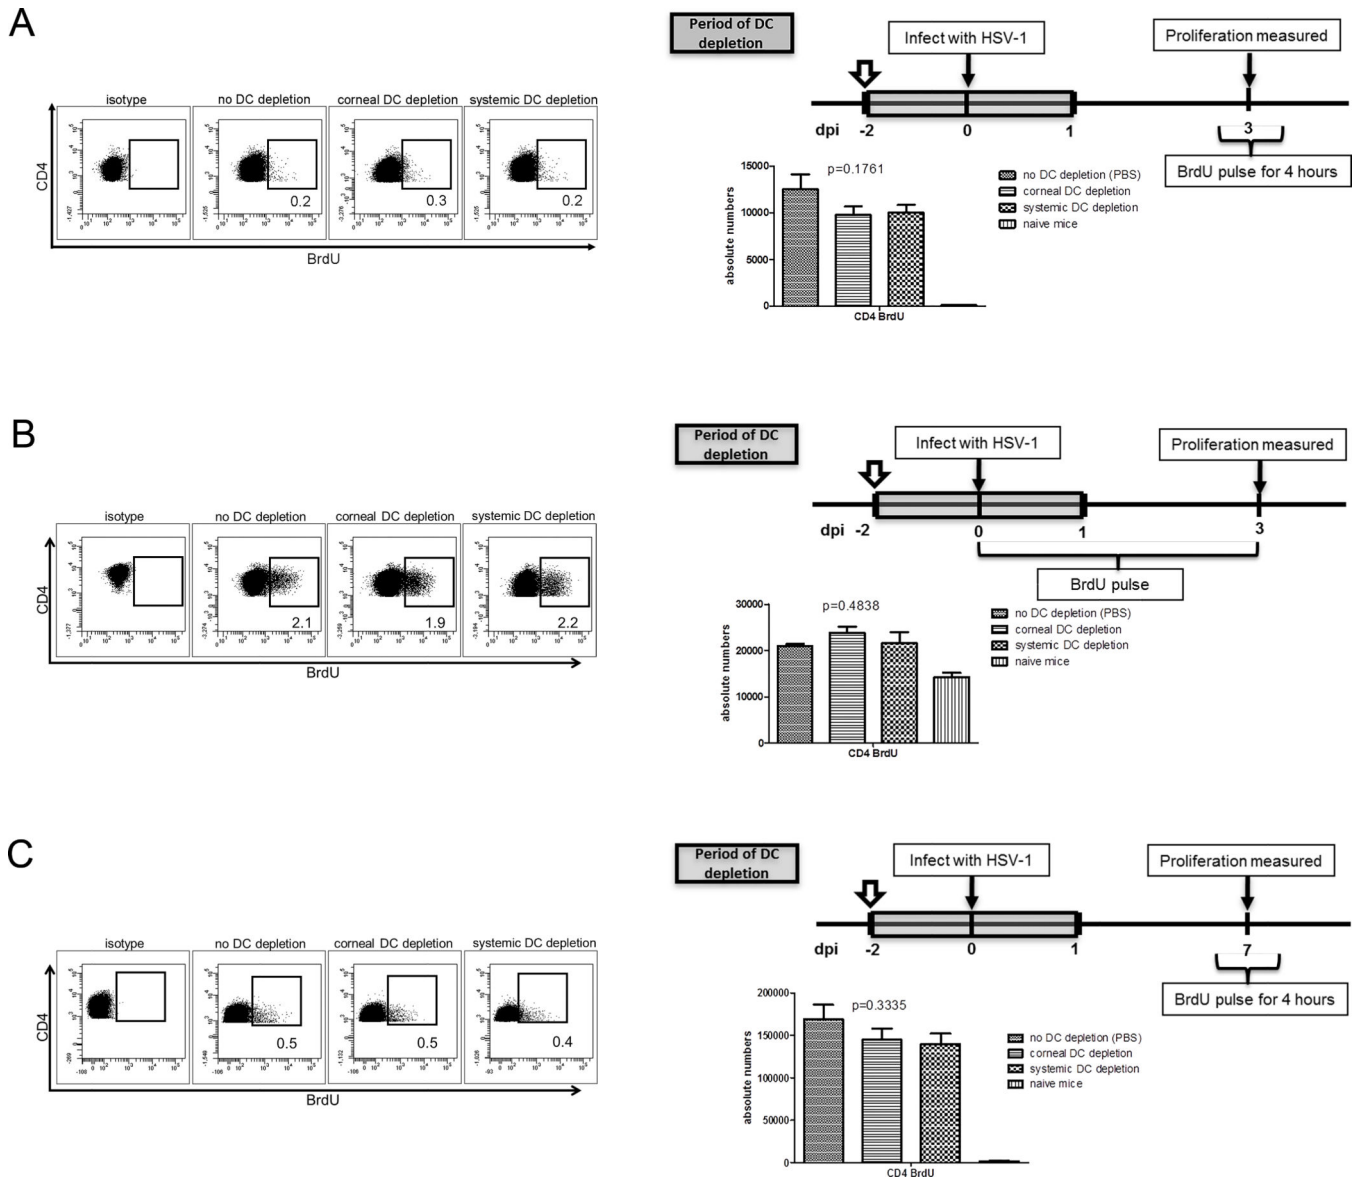 A
isotype
no DC depletion
corneal DC depletion
systemic DC depletion
CD4
0.2
0.3
0.2
BrdU
Period of DC
depletion
Infect with HSV-1
Proliferation measured
dpi
-2
0
1
3
BrdU pulse for 4 hours
p=0.1761
absolute numbers
15000
10000
5000
0
CD4 BrdU
no DC depletion (PBS)
corneal DC depletion
systemic DC depletion
naive mice
B
isotype
no DC depletion
corneal DC depletion
systemic DC depletion
CD4
2.1
1.9
2.2
BrdU
Period of DC
depletion
Infect with HSV-1
Proliferation measured
dpi
-2
0
1
3
BrdU pulse
p=0.4838
absolute numbers
30000
20000
10000
0
CD4 BrdU
no DC depletion (PBS)
corneal DC depletion
systemic DC depletion
naive mice
C
isotype
no DC depletion
corneal DC depletion
systemic DC depletion
CD4
0.5
0.5
0.4
BrdU
Period of DC
depletion
Infect with HSV-1
Proliferation measured
dpi
-2
0
1
7
BrdU pulse for 4 hours
p=0.3335
absolute numbers
200000
150000
100000
50000
0
CD4 BrdU
no DC depletion (PBS)
corneal DC depletion
systemic DC depletion
naive mice